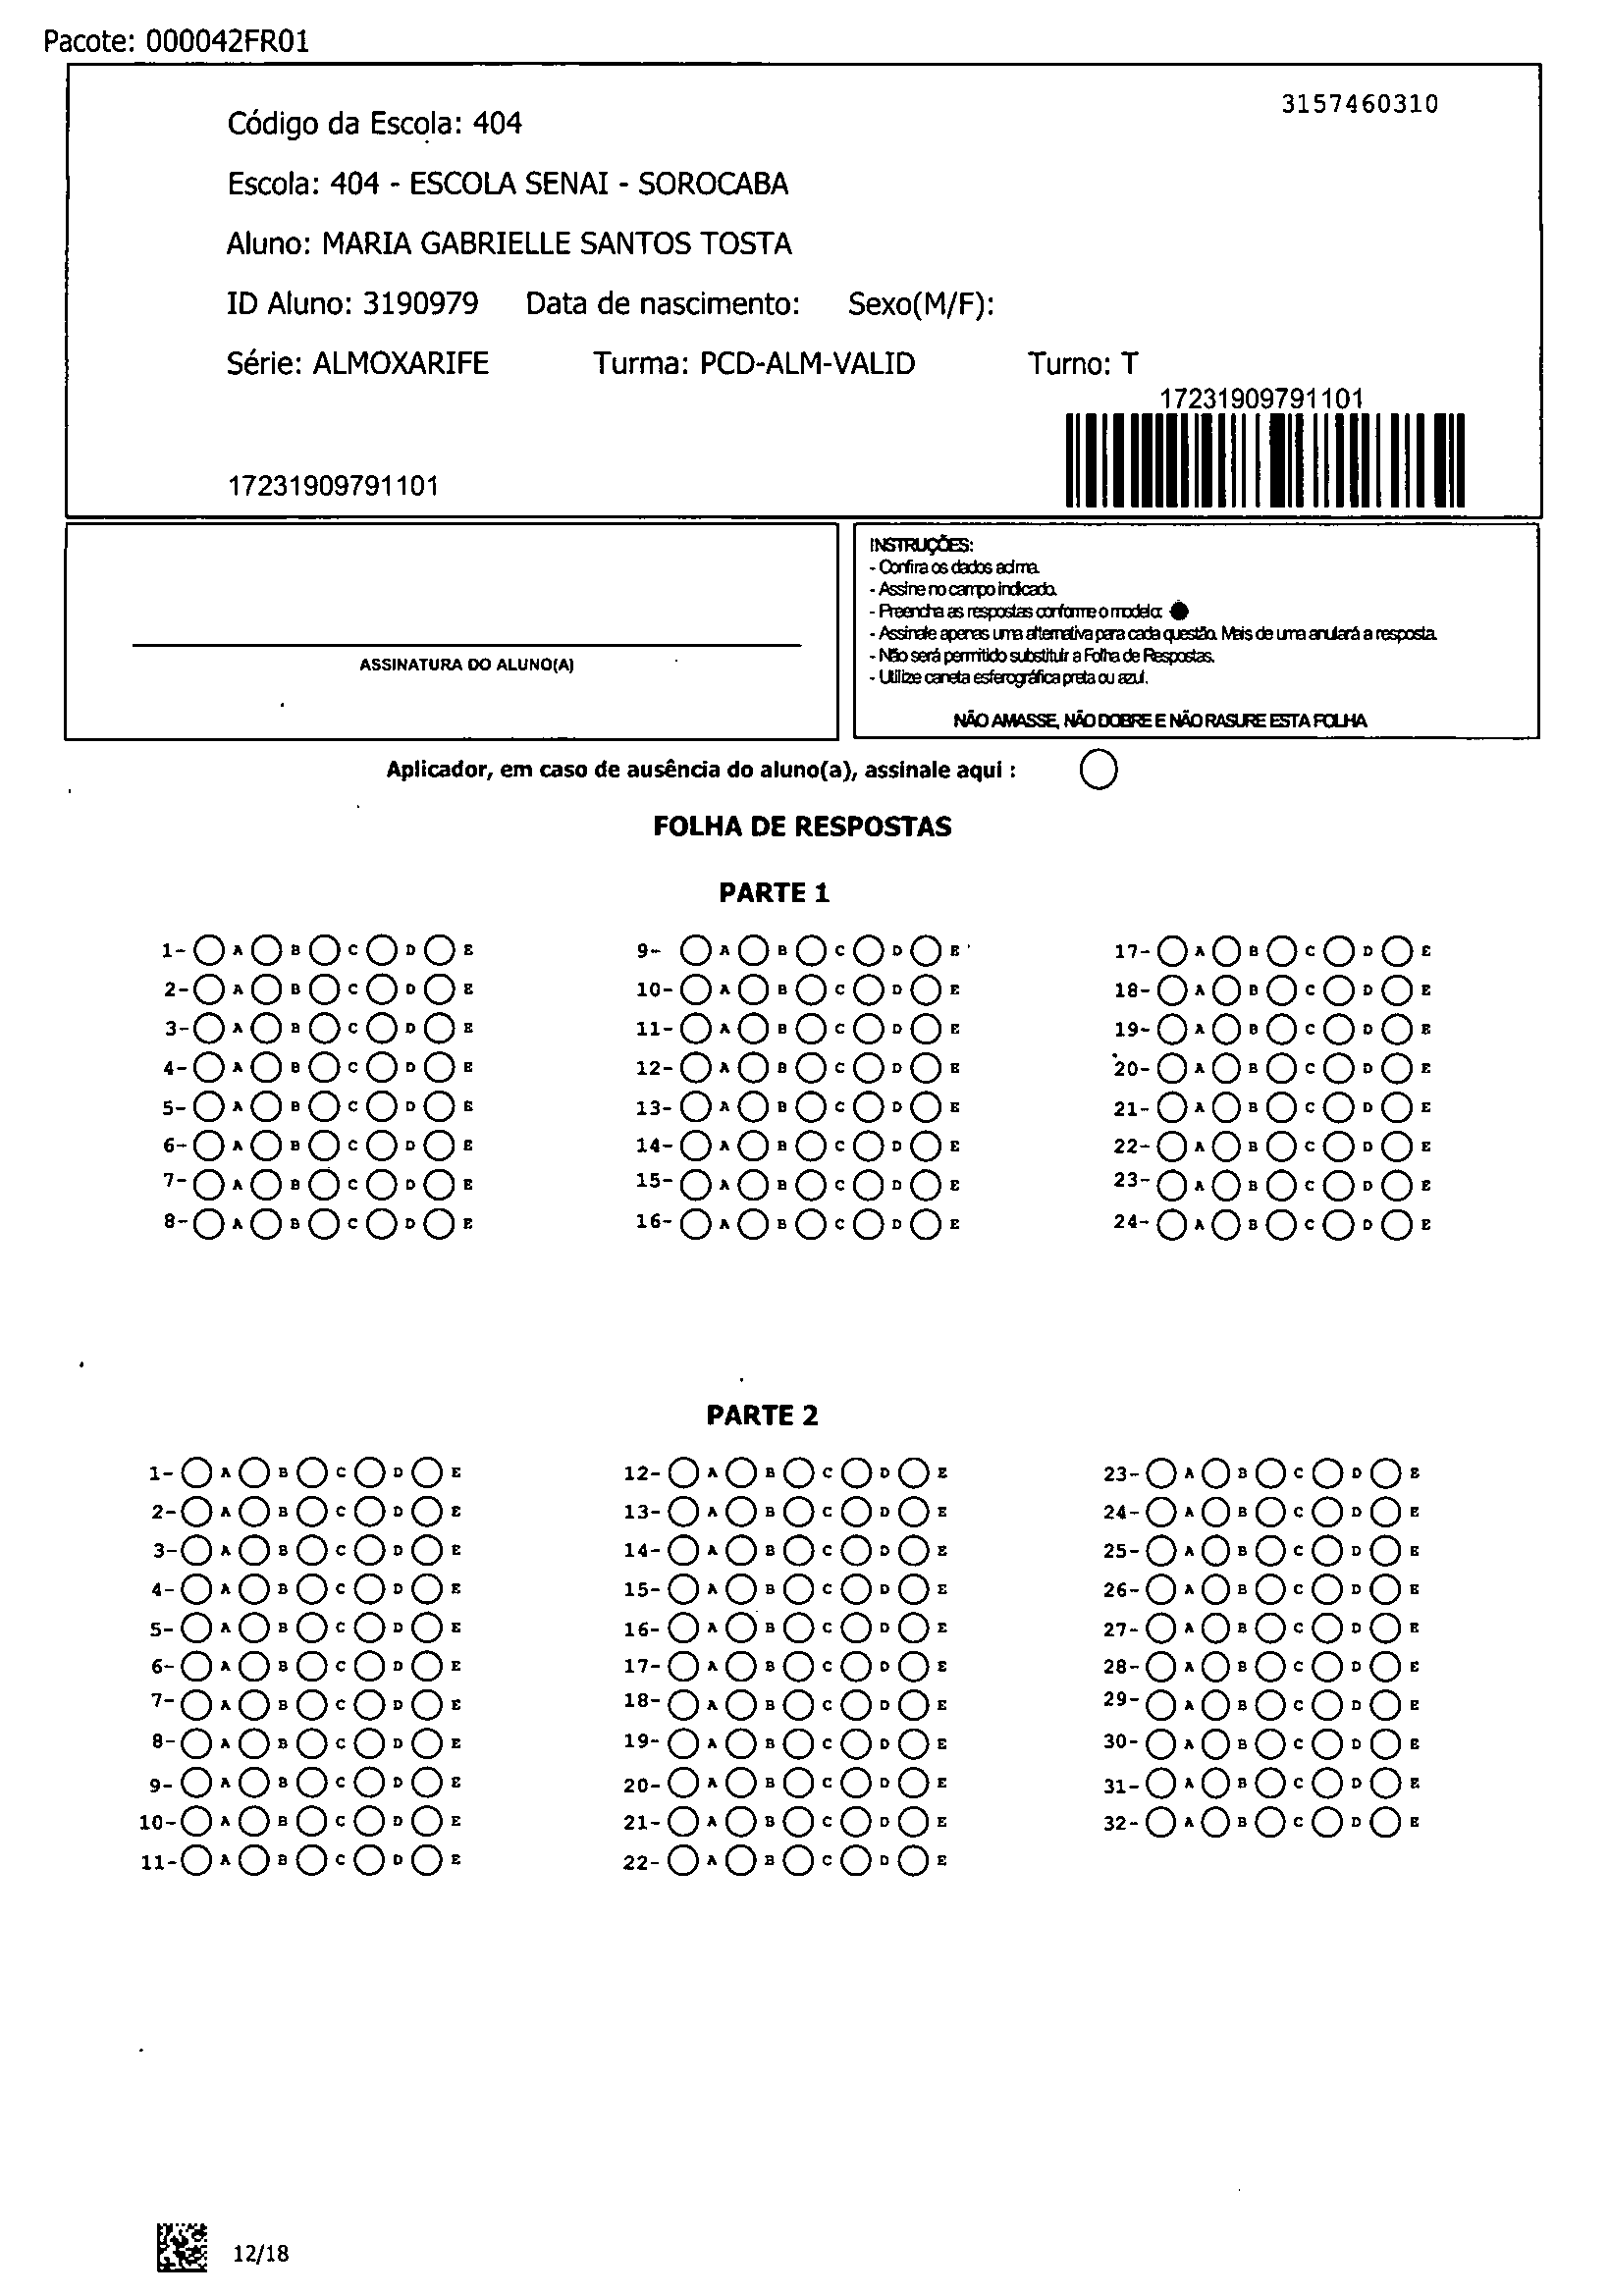 Pacote: 000042FR01
3157460310
Código da Escola: 404
Escola: 404 - ESCOLA SENAI - SOROCABA
Aluno: MARIA GABRIELLE SANTOS TOSTA
ID Aluno: 3190979 Data de nascimento: Sexo(M/F):
Série: ALMOXARIFE Turma: PCD-ALM-VALID Turno: T
17231909791101
17231909791101
ASSINATURA DO ALUNO(A)
INSTRUÇÕES:
- Confira os dados acima.
- Assine no campo indicado.
- Preencha as respostas conforme o modelo:
- Assinale apenas uma alternativa para cada questão. Mais de uma anulará a resposta.
- Não será permitido substituir a Folha de Respostas.
- Utilize caneta esferográfica preta ou azul.
NÃO AMASSE, NÃO DOBRE E NÃO RASURE ESTA FOLHA
Aplicador, em caso de ausência do aluno(a), assinale aqui :
FOLHA DE RESPOSTAS
PARTE 1
1- A B C D E 9- A B C D E 17- A B C D E
2- A B C D E 10- A B C D E 18- A B C D E
3- A B C D E 11- A B C D E 19- A B C D E
4- A B C D E 12- A B C D E 20- A B C D E
5- A B C D E 13- A B C D E 21- A B C D E
6- A B C D E 14- A B C D E 22- A B C D E
7- A B C D E 15- A B C D E 23- A B C D E
8- A B C D E 16- A B C D E 24- A B C D E
PARTE 2
1- A B C D E 12- A B C D E 23- A B C D E
2- A B C D E 13- A B C D E 24- A B C D E
3- A B C D E 14- A B C D E 25- A B C D E
4- A B C D E 15- A B C D E 26- A B C D E
5- A B C D E 16- A B C D E 27- A B C D E
6- A B C D E 17- A B C D E 28- A B C D E
7- A B C D E 18- A B C D E 29- A B C D E
8- A B C D E 19- A B C D E 30- A B C D E
9- A B C D E 20- A B C D E 31- A B C D E
10- A B C D E 21- A B C D E 32- A B C D E
11- A B C D E 22- A B C D E
12/18